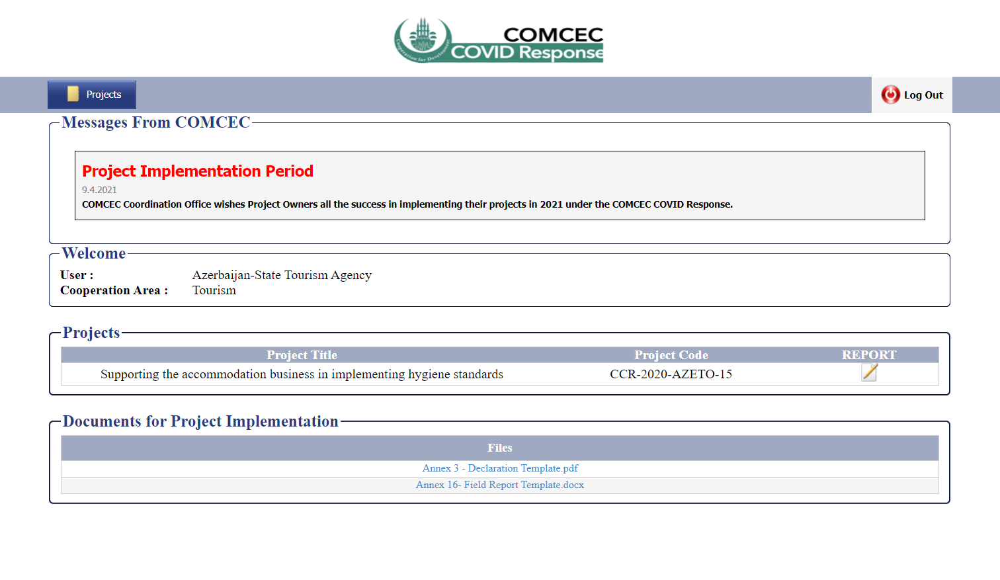 Cooperation for Development
COMCEC
COVID Response
Projects
Log Out
Messages From COMCEC
Project Implementation Period
9.4.2021
COMCEC Coordination Office wishes Project Owners all the success in implementing their projects in 2021 under the COMCEC COVID Response.
Welcome
User : Azerbaijan-State Tourism Agency
Cooperation Area : Tourism
Projects
Project Title Project Code REPORT
Supporting the accommodation business in implementing hygiene standards CCR-2020-AZETO-15
Documents for Project Implementation
Files
Annex 3 - Declaration Template.pdf
Annex 16- Field Report Template.docx